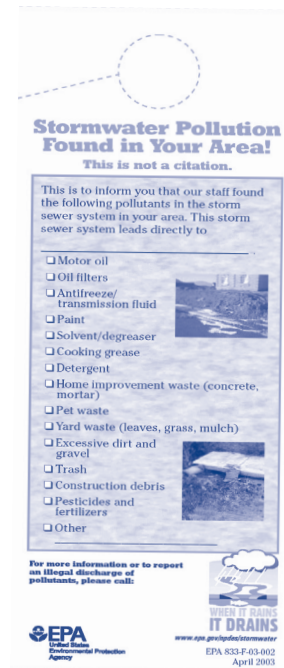 Stormwater Pollution
Found in Your Area!
This is not a citation.
This is to inform you that our staff found
the following pollutants in the storm
sewer system in your area. This storm
sewer system leads directly to
❑ Motor oil
❑ Oil filters
❑ Antifreeze/
transmission fluid
❑ Paint
❑ Solvent/degreaser
❑ Cooking grease
❑ Detergent
❑ Home improvement waste (concrete,
mortar)
❑ Pet waste
❑ Yard waste (leaves, grass, mulch)
❑ Excessive dirt and
gravel
❑ Trash
❑ Construction debris
❑ Pesticides and
fertilizers
❑ Other
For more information or to report
an illegal discharge of
pollutants, please call:
WHEN IT RAINS
IT DRAINS
www.epa.gov/npdes/stormwater
EPA
United States
Environmental Protection
Agency
EPA 833-F-03-002
April 2003